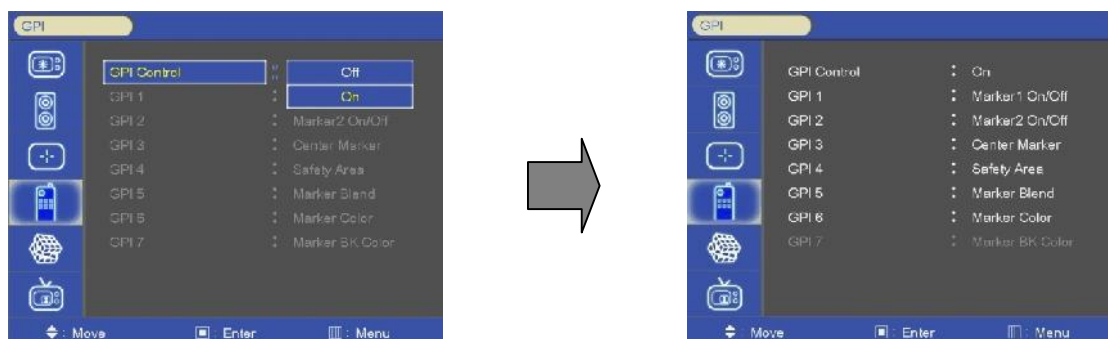 GPI
GPI Control : Off
GPI 1 : On
GPI 2 : Marker2 On/Off
GPI 3 : Center Marker
GPI 4 : Safety Area
GPI 5 : Marker Blend
GPI 6 : Marker Color
GPI 7 : Marker BK Color
: Move : Enter : Menu
GPI
GPI Control : On
GPI 1 : Marker1 On/Off
GPI 2 : Marker2 On/Off
GPI 3 : Center Marker
GPI 4 : Safety Area
GPI 5 : Marker Blend
GPI 6 : Marker Color
GPI 7 : Marker BK Color
: Move : Enter : Menu